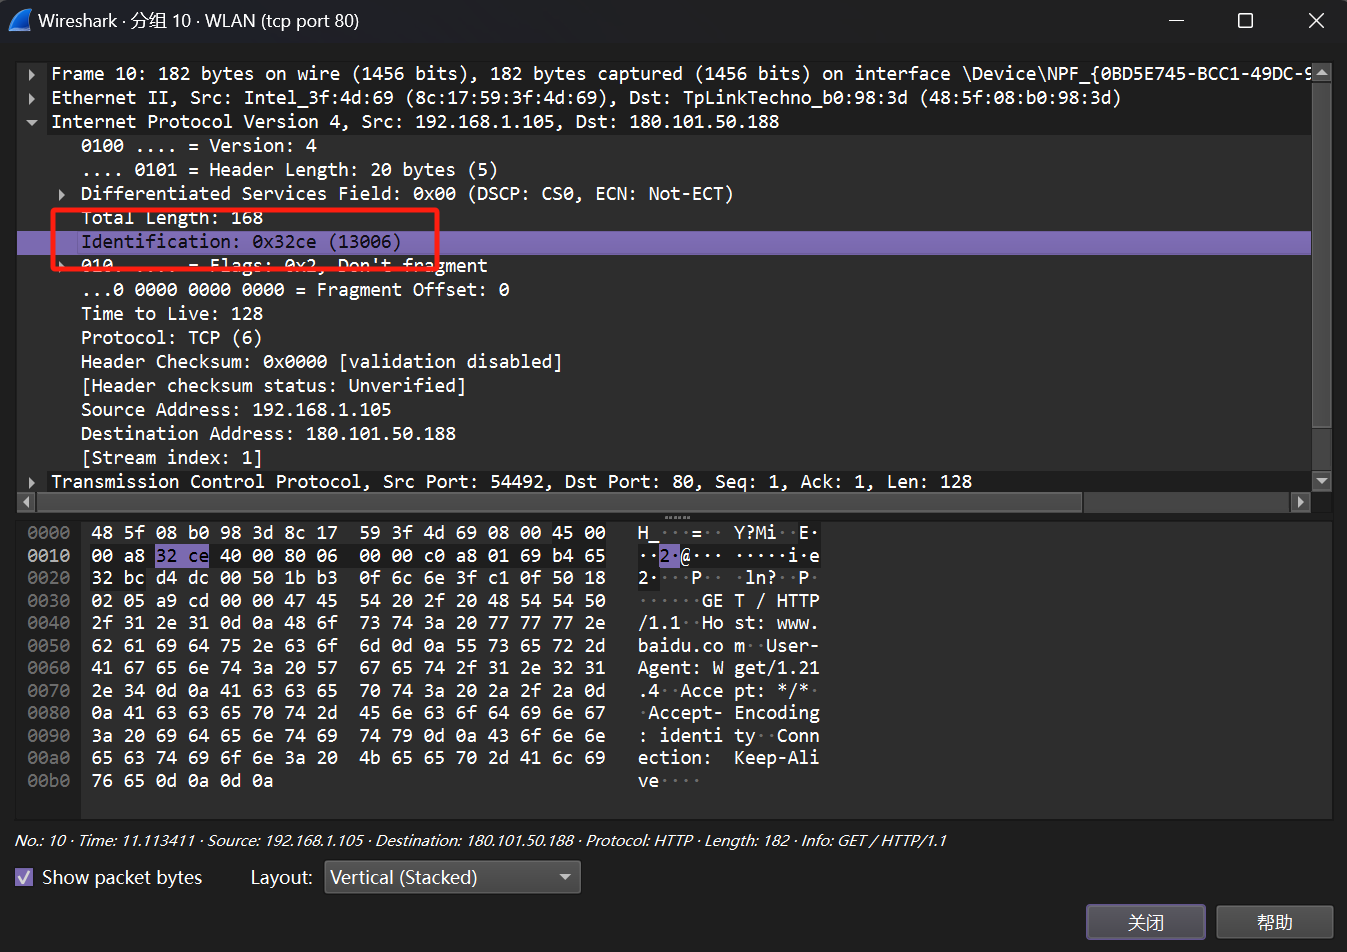 Wireshark · 分组 10 · WLAN (tcp port 80)
Frame 10: 182 bytes on wire (1456 bits), 182 bytes captured (1456 bits) on interface \Device\NPF_{0BD5E745-BCC1-49DC-9
Ethernet II, Src: Intel_3f:4d:69 (8c:17:59:3f:4d:69), Dst: TpLinkTechno_b0:98:3d (48:5f:08:b0:98:3d)
Internet Protocol Version 4, Src: 192.168.1.105, Dst: 180.101.50.188
0100 .... = Version: 4
.... 0101 = Header Length: 20 bytes (5)
Differentiated Services Field: 0x00 (DSCP: CS0, ECN: Not-ECT)
Total Length: 168
Identification: 0x32ce (13006)
010. .... = Flags: 0x2, Don't fragment
...0 0000 0000 0000 = Fragment Offset: 0
Time to Live: 128
Protocol: TCP (6)
Header Checksum: 0x0000 [validation disabled]
[Header checksum status: Unverified]
Source Address: 192.168.1.105
Destination Address: 180.101.50.188
[Stream index: 1]
Transmission Control Protocol, Src Port: 54492, Dst Port: 80, Seq: 1, Ack: 1, Len: 128
0000 48 5f 08 b0 98 3d 8c 17 59 3f 4d 69 08 00 45 00 H_···=·· Y?Mi··E·
0010 00 a8 32 ce 40 00 80 06 00 00 c0 a8 01 69 b4 65 ··2·@··· ·····i·e
0020 32 bc d4 dc 00 50 1b b3 0f 6c 6e 3f c1 0f 50 18 2····P·· ·ln?··P·
0030 02 05 a9 cd 00 00 47 45 54 20 2f 20 48 54 54 50 ······GE T / HTTP
0040 2f 31 2e 31 0d 0a 48 6f 73 74 3a 20 77 77 77 2e /1.1··Ho st: www.
0050 62 61 69 64 75 2e 63 6f 6d 0d 0a 55 73 65 72 2d baidu.co m··User-
0060 41 67 65 6e 74 3a 20 57 67 65 74 2f 31 2e 32 31 Agent: W get/1.21
0070 2e 34 0d 0a 41 63 63 65 70 74 3a 20 2a 2f 2a 0d .4··Acce pt: */*·
0080 0a 41 63 63 65 70 74 2d 45 6e 63 6f 64 69 6e 67 ·Accept- Encoding
0090 3a 20 69 64 65 6e 74 69 74 79 0d 0a 43 6f 6e 6e : identi ty··Conn
00a0 65 63 74 69 6f 6e 3a 20 4b 65 65 70 2d 41 6c 69 ection: Keep-Ali
00b0 76 65 0d 0a 0d 0a ve····
No.: 10 · Time: 11.113411 · Source: 192.168.1.105 · Destination: 180.101.50.188 · Protocol: HTTP · Length: 182 · Info: GET / HTTP/1.1
Show packet bytes Layout: Vertical (Stacked)
关闭 帮助